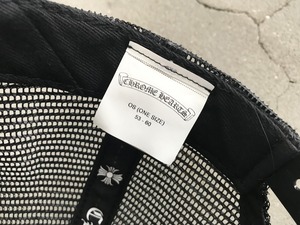 CHROME HEARTS
OS (ONE SIZE)
53 - 60